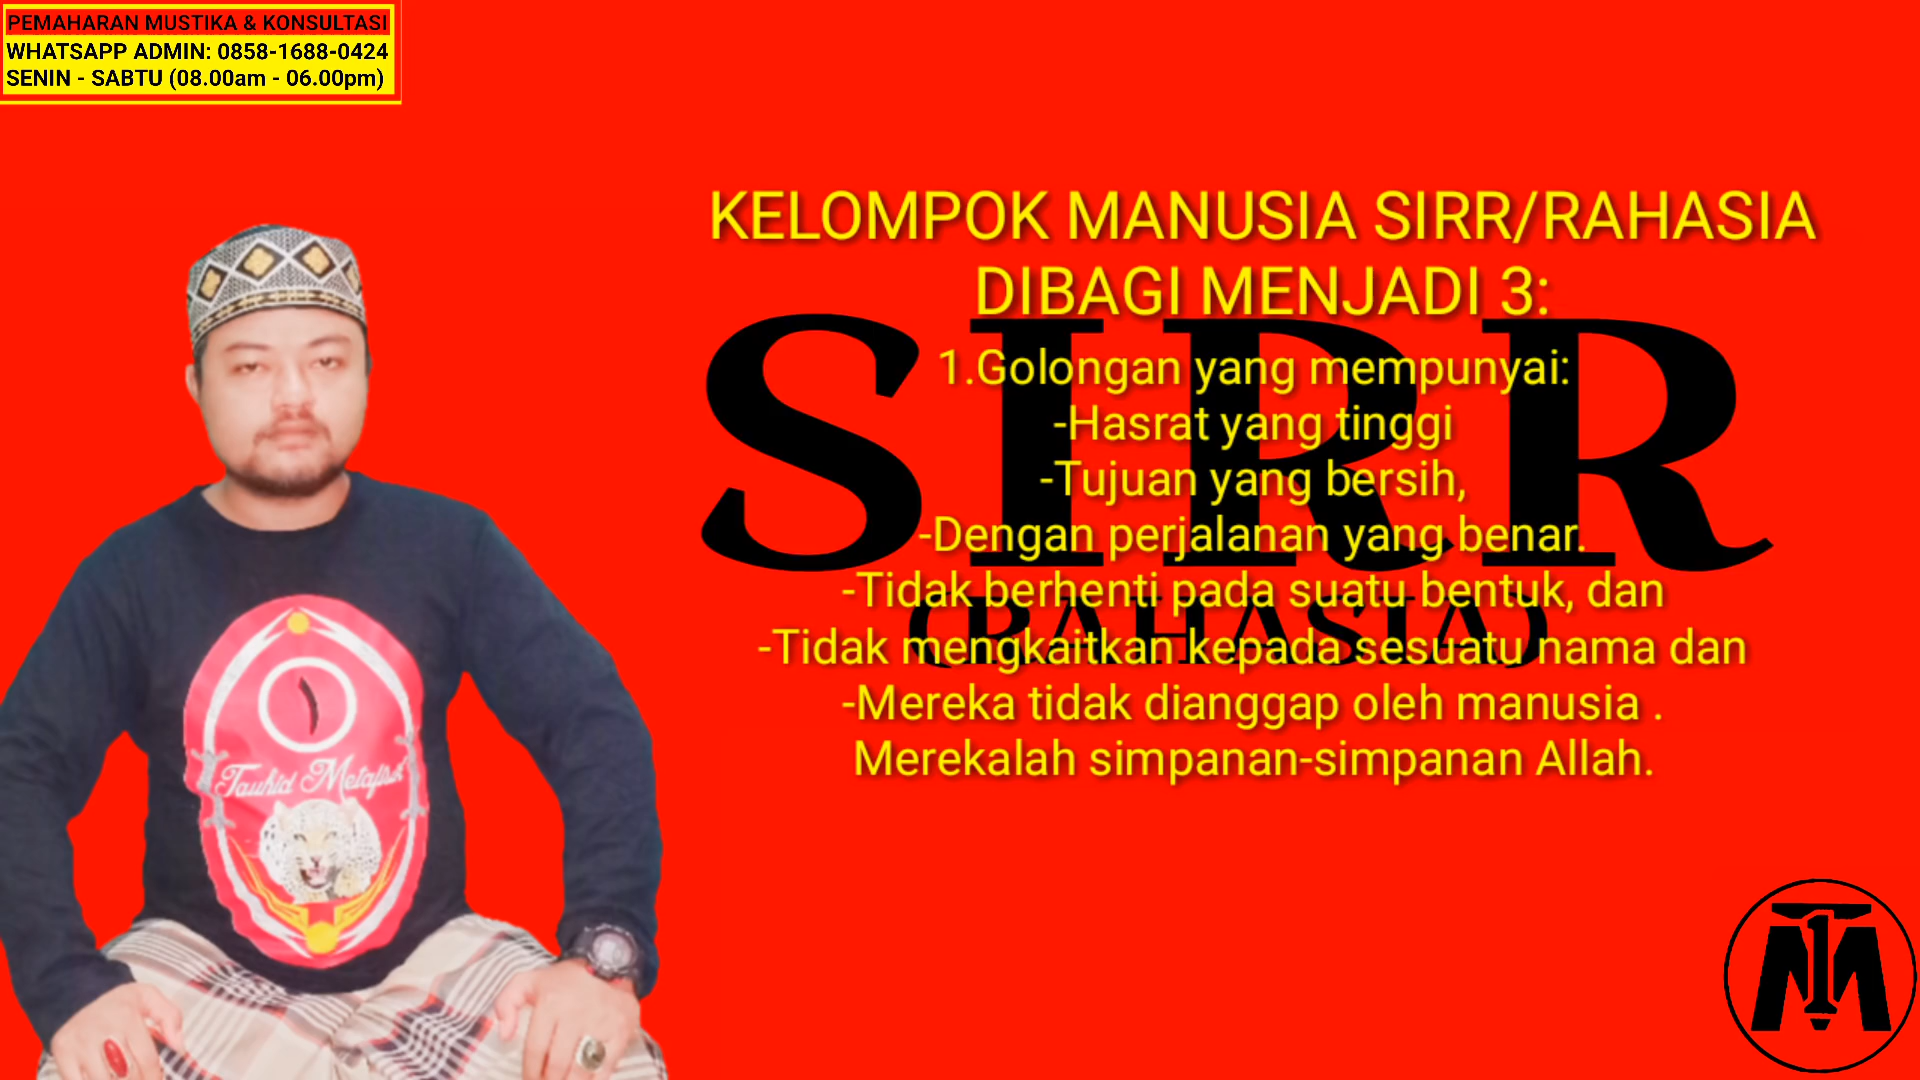 PEMAHARAN MUSTIKA & KONSULTASI
WHATSAPP ADMIN: 0858-1688-0424
SENIN - SABTU (08.00am - 06.00pm)
KELOMPOK MANUSIA SIRR/RAHASIA
DIBAGI MENJADI 3:
SIRR
(RAHASIA)
1.Golongan yang mempunyai:
-Hasrat yang tinggi
-Tujuan yang bersih,
-Dengan perjalanan yang benar.
-Tidak berhenti pada suatu bentuk, dan
-Tidak mengkaitkan kepada sesuatu nama dan
-Mereka tidak dianggap oleh manusia .
Merekalah simpanan-simpanan Allah.
Tauhid Metafisik
T1M